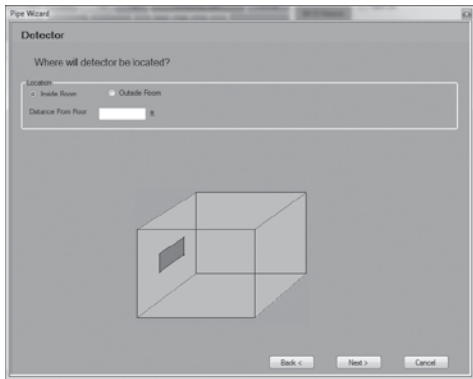 Pipe Wizard
Detector
Where will detector be located?
Location
Inside Room Outside Room
Distance From Floor ft
Back < Next > Cancel